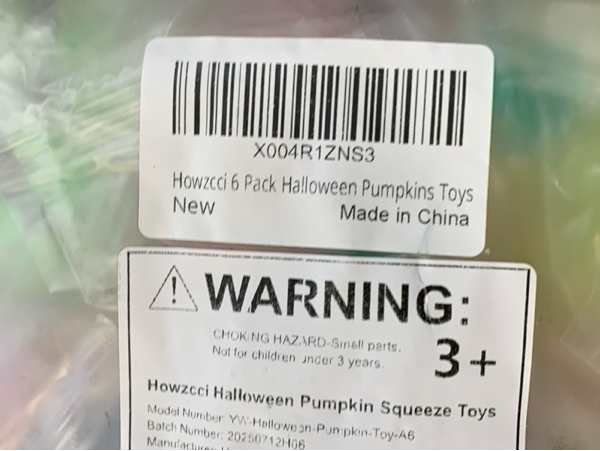 X004R1ZNS3
Howzcci 6 Pack Halloween Pumpkins Toys
New
Made in China
WARNING:
CHOKING HAZARD-Small parts.
Not for children under 3 years.
3+
Howzcci Halloween Pumpkin Squeeze Toys
Model Number: YW-Halloween-Pumpkin-Toy-A6
Batch Number: 20250712H06